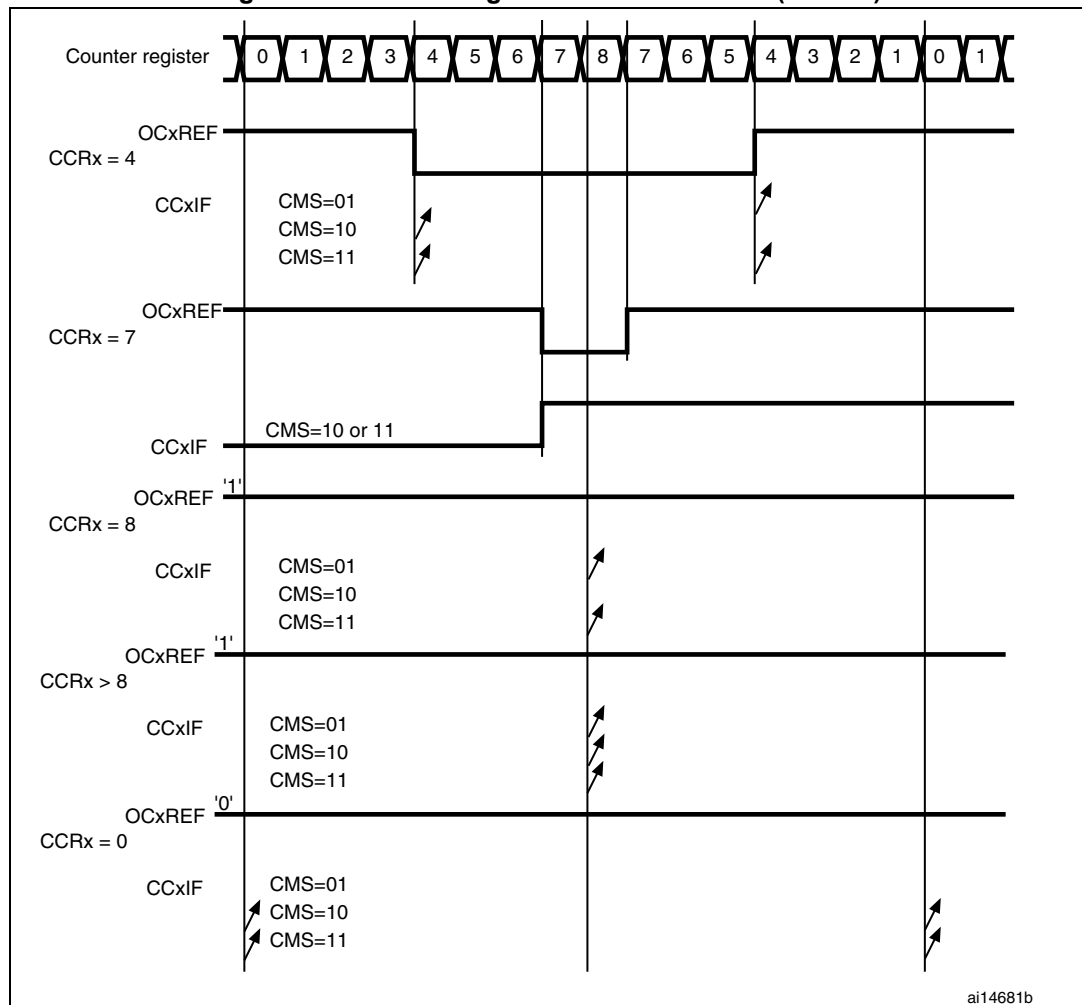 Counter register 0 1 2 3 4 5 6 7 8 7 6 5 4 3 2 1 0 1
OCxREF
CCRx = 4
CCxIF CMS=01
CMS=10
CMS=11
OCxREF
CCRx = 7
CMS=10 or 11
CCxIF
'1'
OCxREF
CCRx = 8
CCxIF CMS=01
CMS=10
CMS=11
'1'
OCxREF
CCRx > 8
CCxIF CMS=01
CMS=10
CMS=11
'0'
OCxREF
CCRx = 0
CCxIF CMS=01
CMS=10
CMS=11
ai14681b